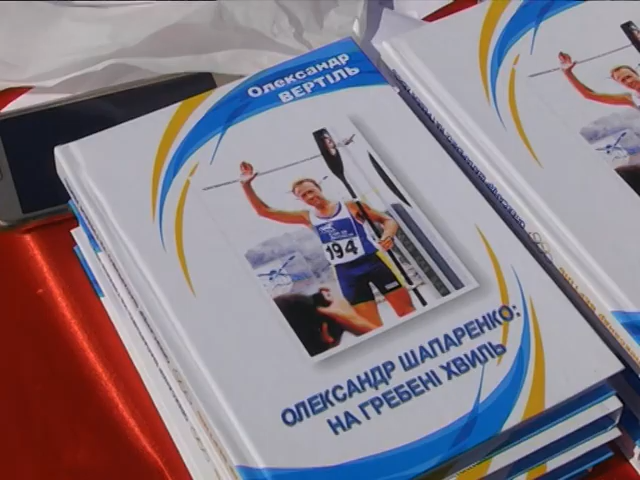 Олександр
ВЕРТІЛЬ
194
ОЛЕКСАНДР ШАПАРЕНКО:
НА ГРЕБЕНІ ХВИЛЬ